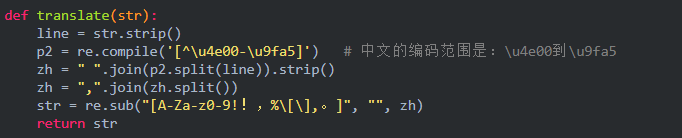 def translate(str):
    line = str.strip()
    p2 = re.compile('[^\u4e00-\u9fa5]')   # 中文的编码范围是：\u4e00到\u9fa5
    zh = " ".join(p2.split(line)).strip()
    zh = ",".join(zh.split())
    str = re.sub("[A-Za-z0-9!！，%\[\],。]", "", zh)
    return str